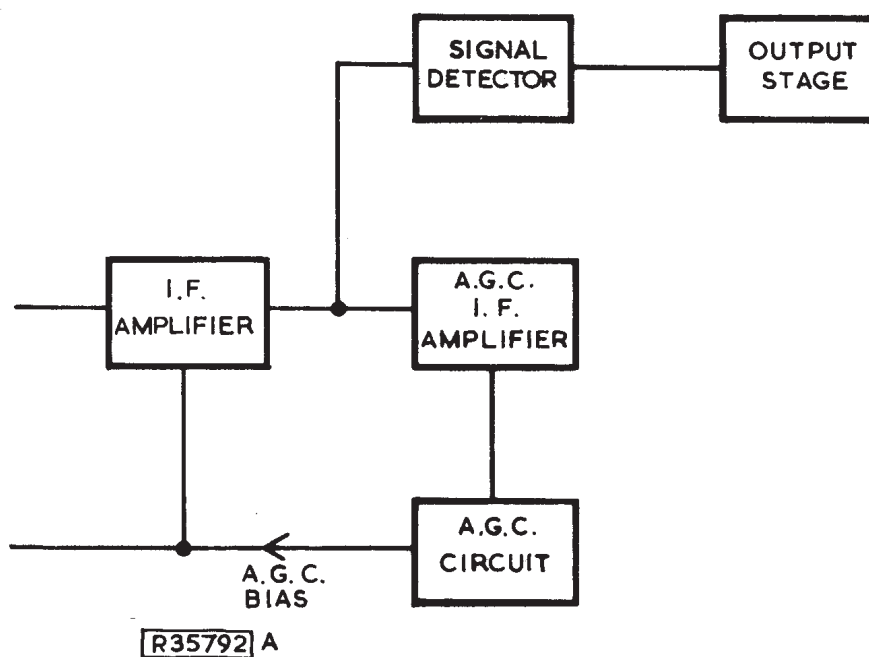 SIGNAL
DETECTOR
OUTPUT
STAGE
I.F.
AMPLIFIER
A.G.C.
I.F.
AMPLIFIER
A.G.C.
CIRCUIT
A.G.C.
BIAS
R35792 A